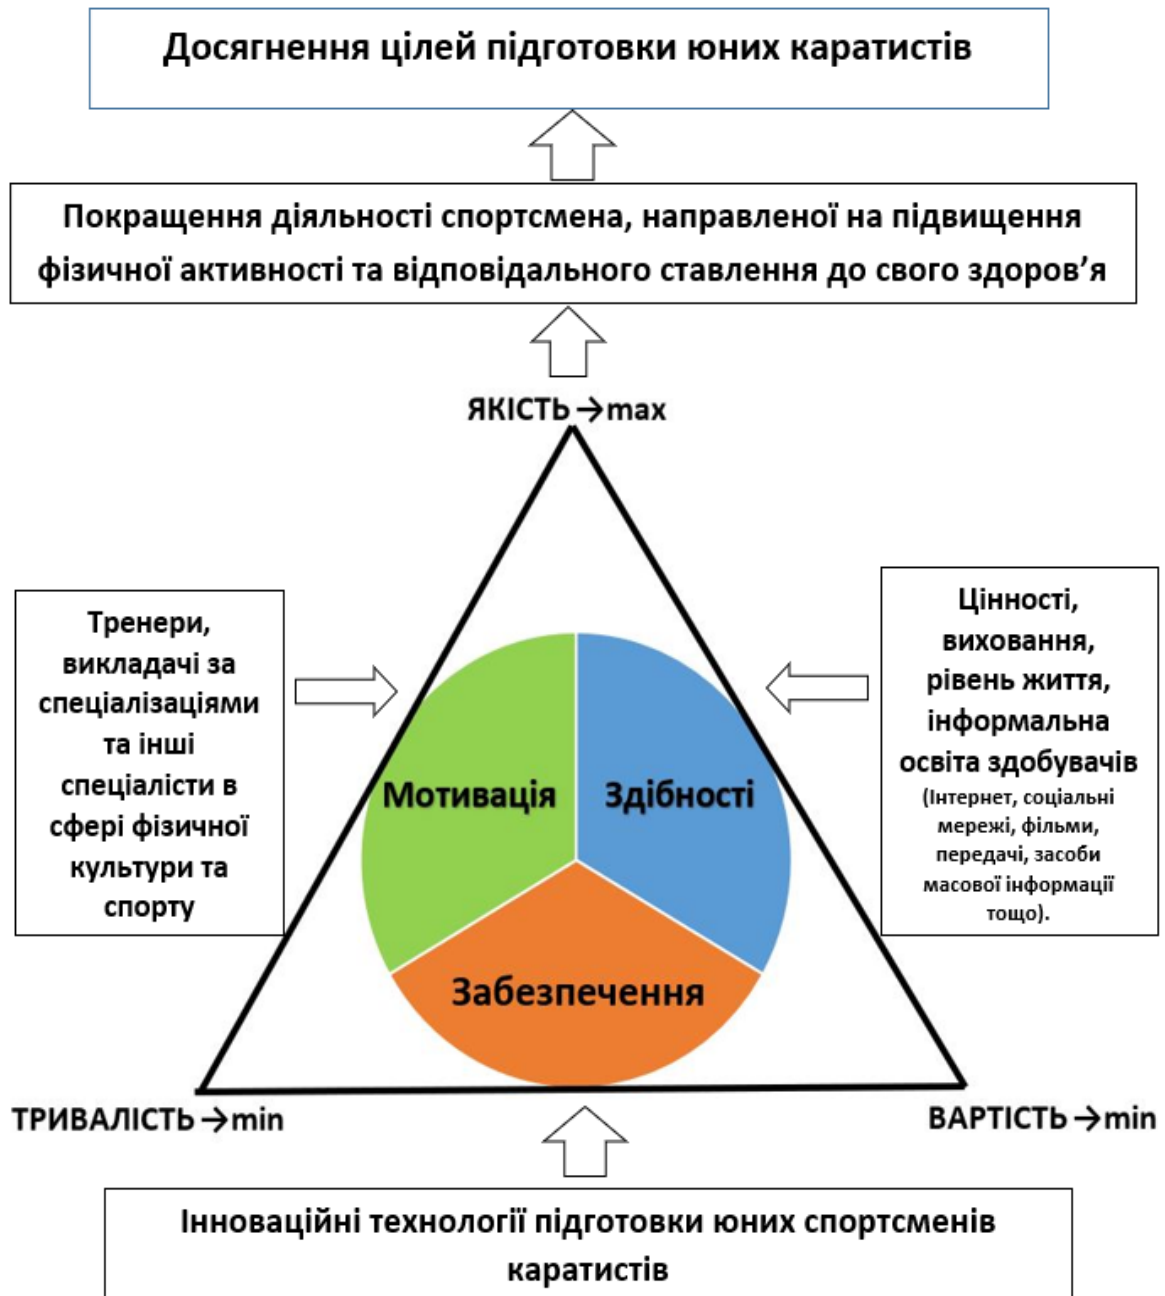 Досягнення цілей підготовки юних каратистів
Покращення діяльності спортсмена, направленої на підвищення
фізичної активності та відповідального ставлення до свого здоров’я
ЯКІСТЬ →max
Тренери,
викладачі за
спеціалізаціями
та інші
спеціалісти в
сфері фізичної
культури та
спорту
Мотивація
Здібності
Забезпечення
Цінності,
виховання,
рівень життя,
інформальна
освіта здобувачів
(Інтернет, соціальні
мережі, фільми,
передачі, засоби
масової інформації
тощо).
ТРИВАЛІСТЬ →min
ВАРТІСТЬ →min
Інноваційні технології підготовки юних спортсменів
каратистів